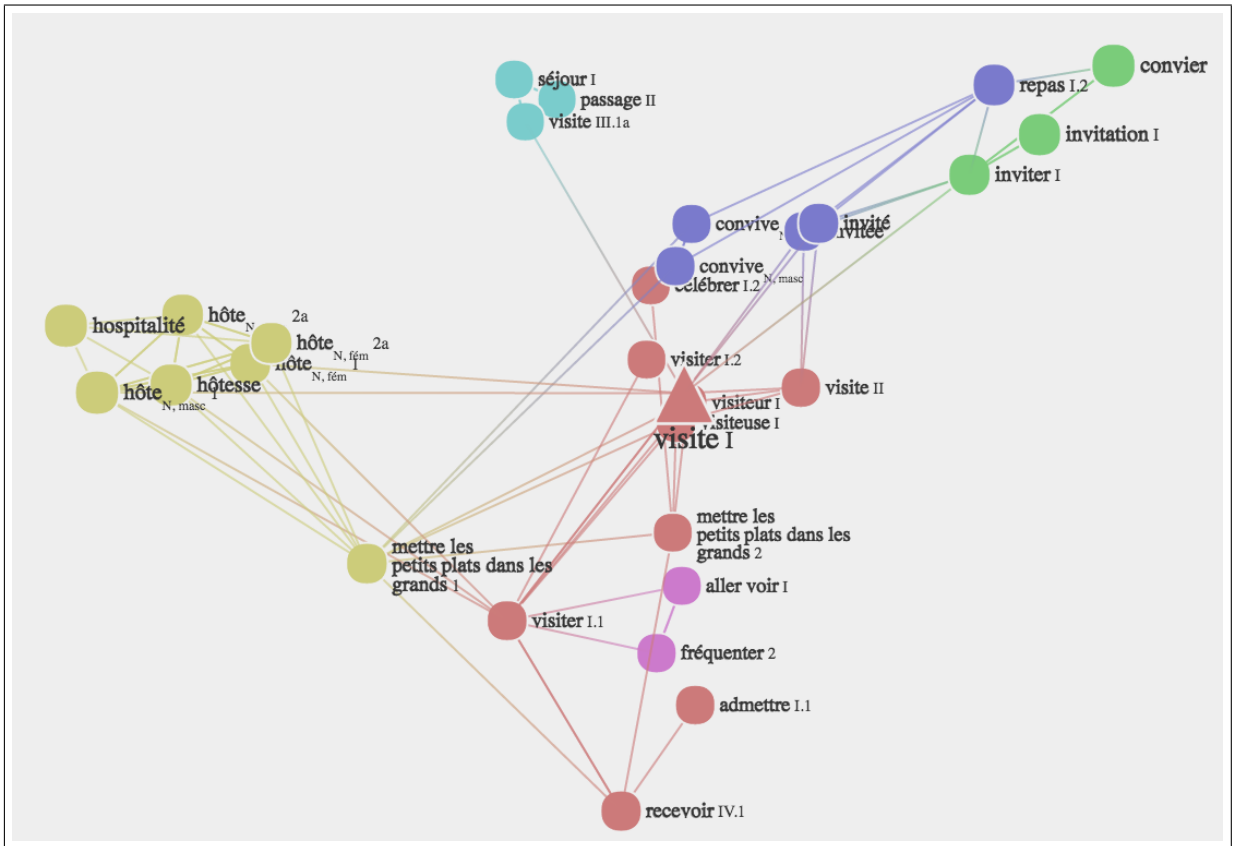 séjour I
passage II
visite III.1a
repas I.2
convier
invitation I
inviter I
convive N
invité
convive N, masc
célébrer I.2
hospitalité
hôte N 2a
hôte N, fém 2a
hôte N, fém I
hôtesse
hôte N, masc 1
visiter I.2
visite II
visiteur I
visiteuse I
visite I
mettre les
petits plats dans les
grands 2
mettre les
petits plats dans les
grands 1
aller voir I
visiter I.1
fréquenter 2
admettre I.1
recevoir IV.1